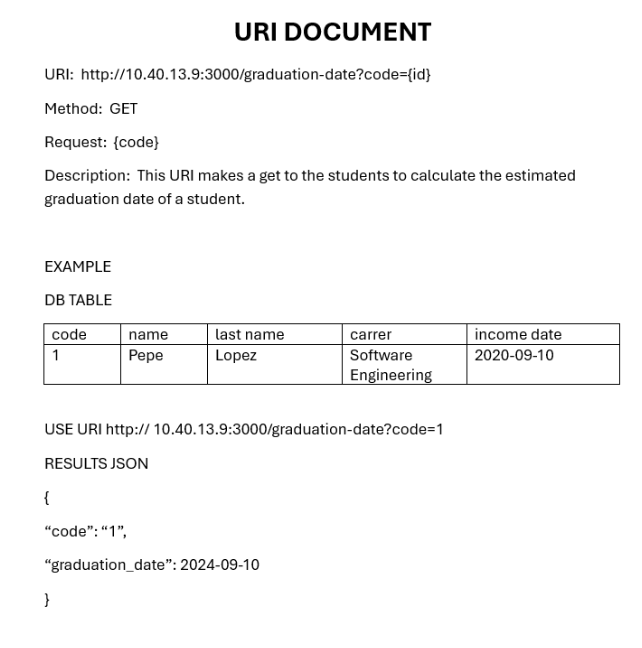 URI DOCUMENT
URI: http://10.40.13.9:3000/graduation-date?code={id}
Method: GET
Request: {code}
Description: This URI makes a get to the students to calculate the estimated
graduation date of a student.
EXAMPLE
DB TABLE
code name last name carrer income date
1 Pepe Lopez Software 2020-09-10
Engineering
USE URI http:// 10.40.13.9:3000/graduation-date?code=1
RESULTS JSON
{
“code”: “1”,
“graduation_date”: 2024-09-10
}